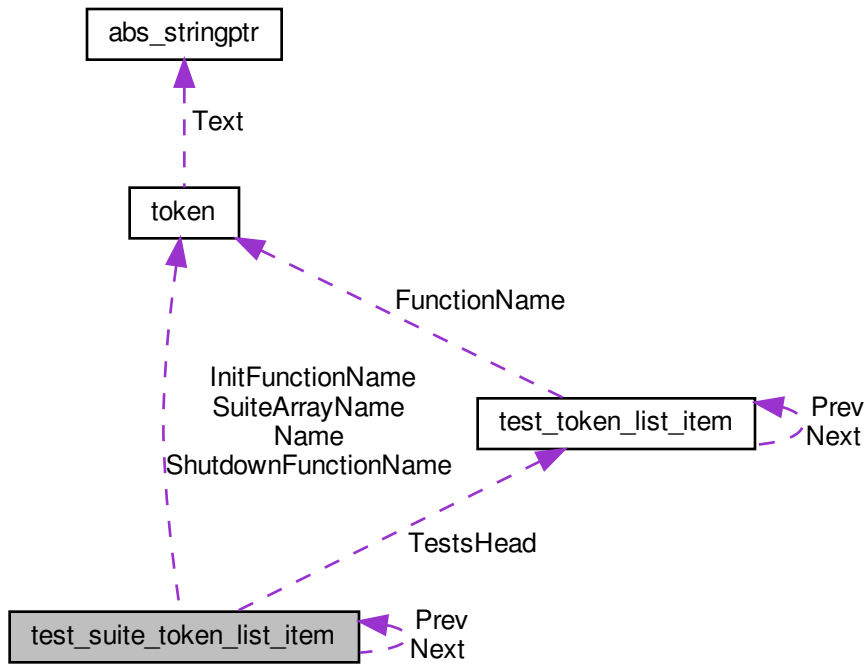 abs_stringptr
Text
token
FunctionName
InitFunctionName
SuiteArrayName
Name
ShutdownFunctionName
test_token_list_item
Prev
Next
TestsHead
test_suite_token_list_item
Prev
Next